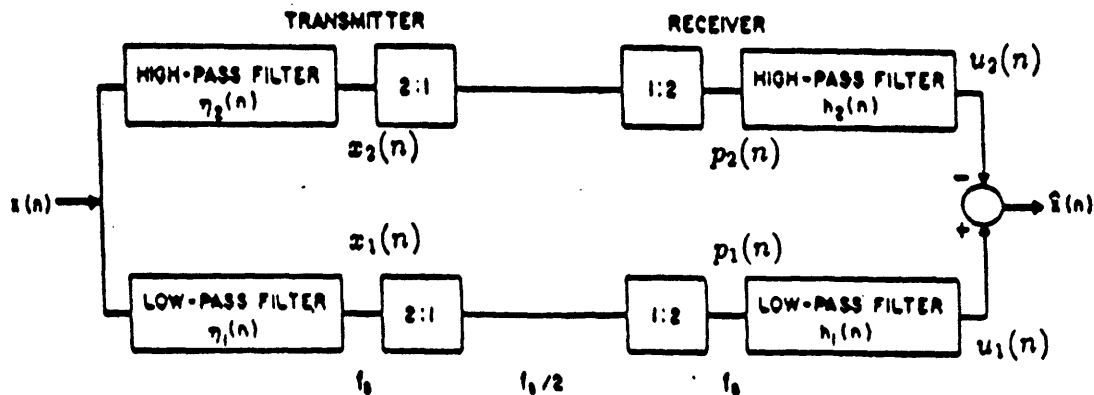 TRANSMITTER RECEIVER
HIGH-PASS FILTER
η₂(n)
2:1
1:2
HIGH-PASS FILTER
h₂(n)
u₂(n)
x₂(n)
p₂(n)
−
x(n)
x̂(n)
+
x₁(n)
p₁(n)
LOW-PASS FILTER
η₁(n)
2:1
1:2
LOW-PASS FILTER
h₁(n)
u₁(n)
fₛ
fₛ/2
fₛ